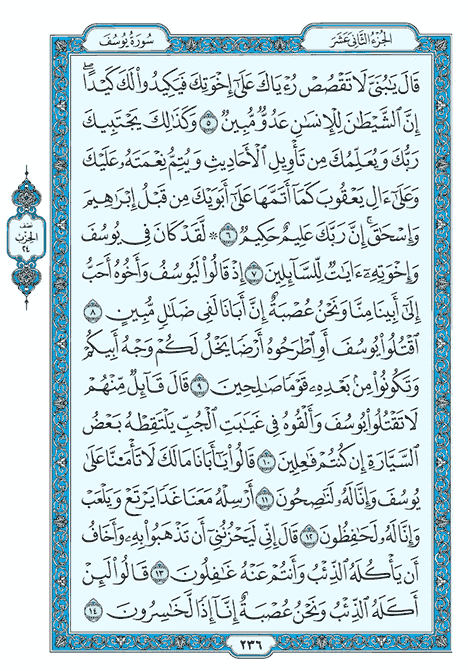 الجزء الثاني عشر
سورة يوسف
قَالَ يَٰبُنَىَّ لَا تَقْصُصْ رُءْيَاكَ عَلَىٰٓ إِخْوَتِكَ فَيَكِيدُوا۟ لَكَ كَيْدًا ۖ
إِنَّ ٱلشَّيْطَٰنَ لِلْإِنسَٰنِ عَدُوٌّ مُّبِينٌ ٥ وَكَذَٰلِكَ يَجْتَبِيكَ
رَبُّكَ وَيُعَلِّمُكَ مِن تَأْوِيلِ ٱلْأَحَادِيثِ وَيُتِمُّ نِعْمَتَهُۥ عَلَيْكَ
وَعَلَىٰٓ ءَالِ يَعْقُوبَ كَمَآ أَتَمَّهَا عَلَىٰٓ أَبَوَيْكَ مِن قَبْلُ إِبْرَٰهِيمَ
وَإِسْحَٰقَ ۚ إِنَّ رَبَّكَ عَلِيمٌ حَكِيمٌ ٦ ۞ لَّقَدْ كَانَ فِى يُوسُفَ
وَإِخْوَتِهِۦٓ ءَايَٰتٌ لِّلسَّآئِلِينَ ٧ إِذْ قَالُوا۟ لَيُوسُفُ وَأَخُوهُ أَحَبُّ
إِلَىٰٓ أَبِينَا مِنَّا وَنَحْنُ عُصْبَةٌ إِنَّ أَبَانَا لَفِى ضَلَٰلٍ مُّبِينٍ ٨
ٱقْتُلُوا۟ يُوسُفَ أَوِ ٱطْرَحُوهُ أَرْضًا يَخْلُ لَكُمْ وَجْهُ أَبِيكُمْ
وَتَكُونُوا۟ مِنۢ بَعْدِهِۦ قَوْمًا صَٰلِحِينَ ٩ قَالَ قَآئِلٌ مِّنْهُمْ
لَا تَقْتُلُوا۟ يُوسُفَ وَأَلْقُوهُ فِى غَيَٰبَتِ ٱلْجُبِّ يَلْتَقِطْهُ بَعْضُ
ٱلسَّيَّارَةِ إِن كُنتُمْ فَٰعِلِينَ ١٠ قَالُوا۟ يَٰٓأَبَانَا مَا لَكَ لَا تَأْمَ۫نَّا عَلَىٰ
يُوسُفَ وَإِنَّا لَهُۥ لَنَٰصِحُونَ ١١ أَرْسِلْهُ مَعَنَا غَدًا يَرْتَعْ وَيَلْعَبْ
وَإِنَّا لَهُۥ لَحَٰفِظُونَ ١٢ قَالَ إِنِّى لَيَحْزُنُنِىٓ أَن تَذْهَبُوا۟ بِهِۦ وَأَخَافُ
أَن يَأْكُلَهُ ٱلذِّئْبُ وَأَنتُمْ عَنْهُ غَٰفِلُونَ ١٣ قَالُوا۟ لَئِنْ
أَكَلَهُ ٱلذِّئْبُ وَنَحْنُ عُصْبَةٌ إِنَّآ إِذًا لَّخَٰسِرُونَ ١٤
نصف
الحزب
٢٤
٢٣٦